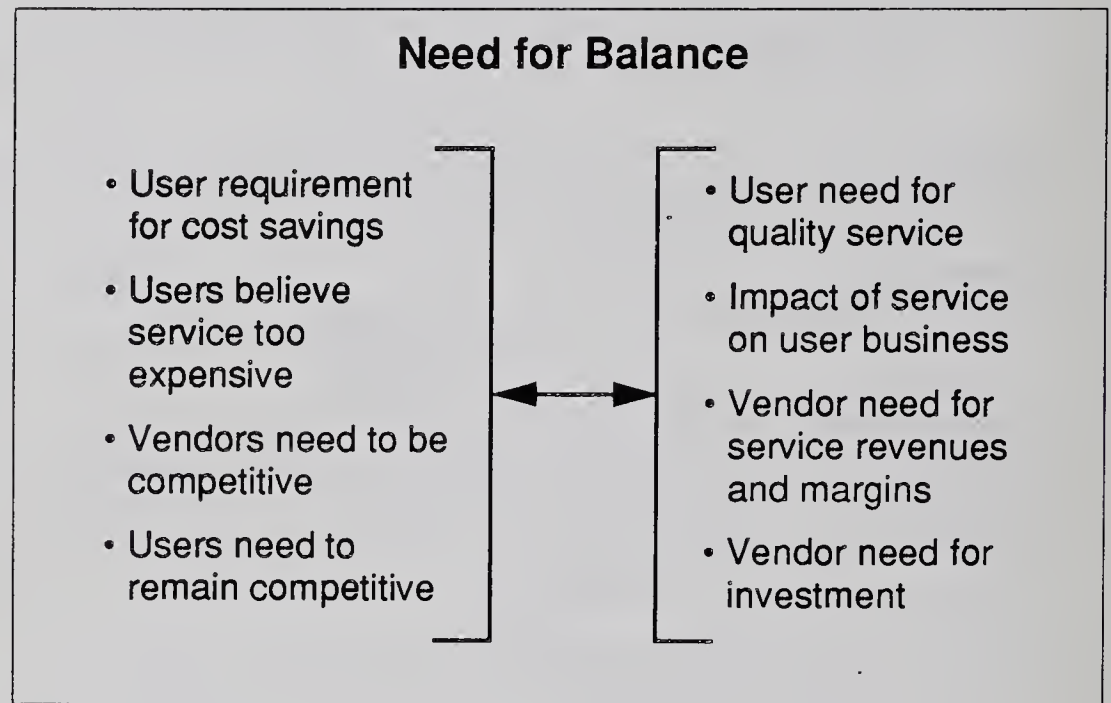 Need for Balance
• User requirement
for cost savings
• Users believe
service too
expensive
• Vendors need to be
competitive
• Users need to
remain competitive
• User need for
quality service
• Impact of service
on user business
• Vendor need for
service revenues
and margins
• Vendor need for
investment